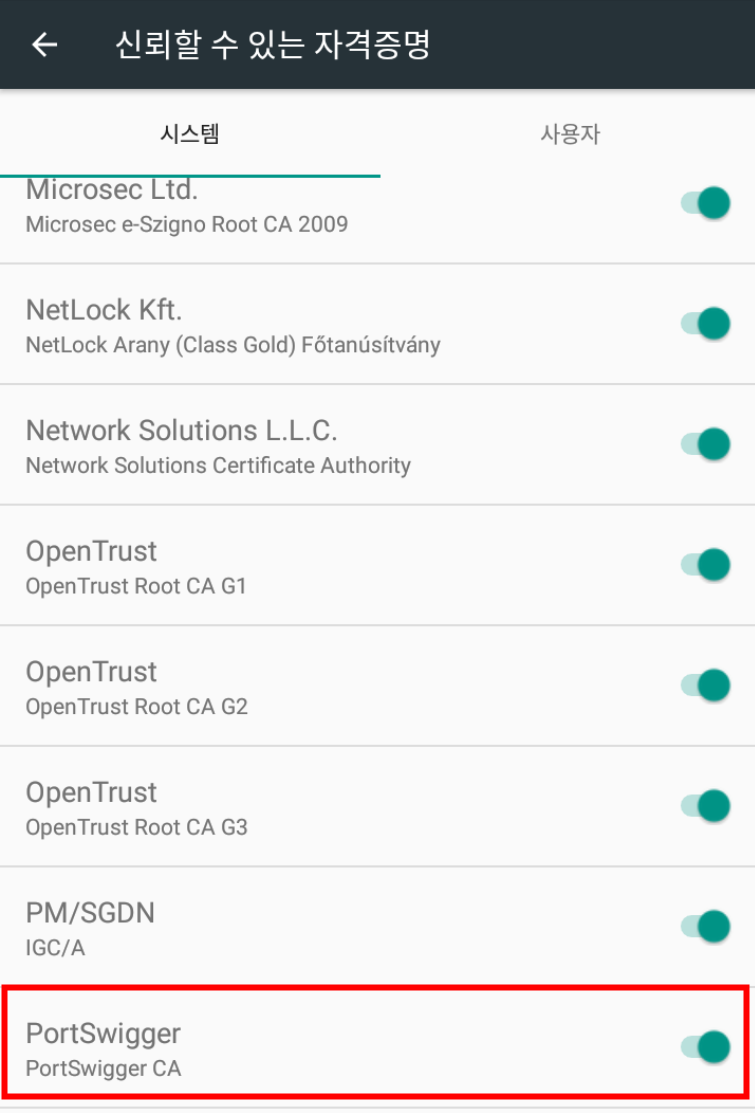 신뢰할 수 있는 자격증명
시스템
사용자
Microsec Ltd.
Microsec e-Szigno Root CA 2009
NetLock Kft.
NetLock Arany (Class Gold) Főtanúsítvány
Network Solutions L.L.C.
Network Solutions Certificate Authority
OpenTrust
OpenTrust Root CA G1
OpenTrust
OpenTrust Root CA G2
OpenTrust
OpenTrust Root CA G3
PM/SGDN
IGC/A
PortSwigger
PortSwigger CA